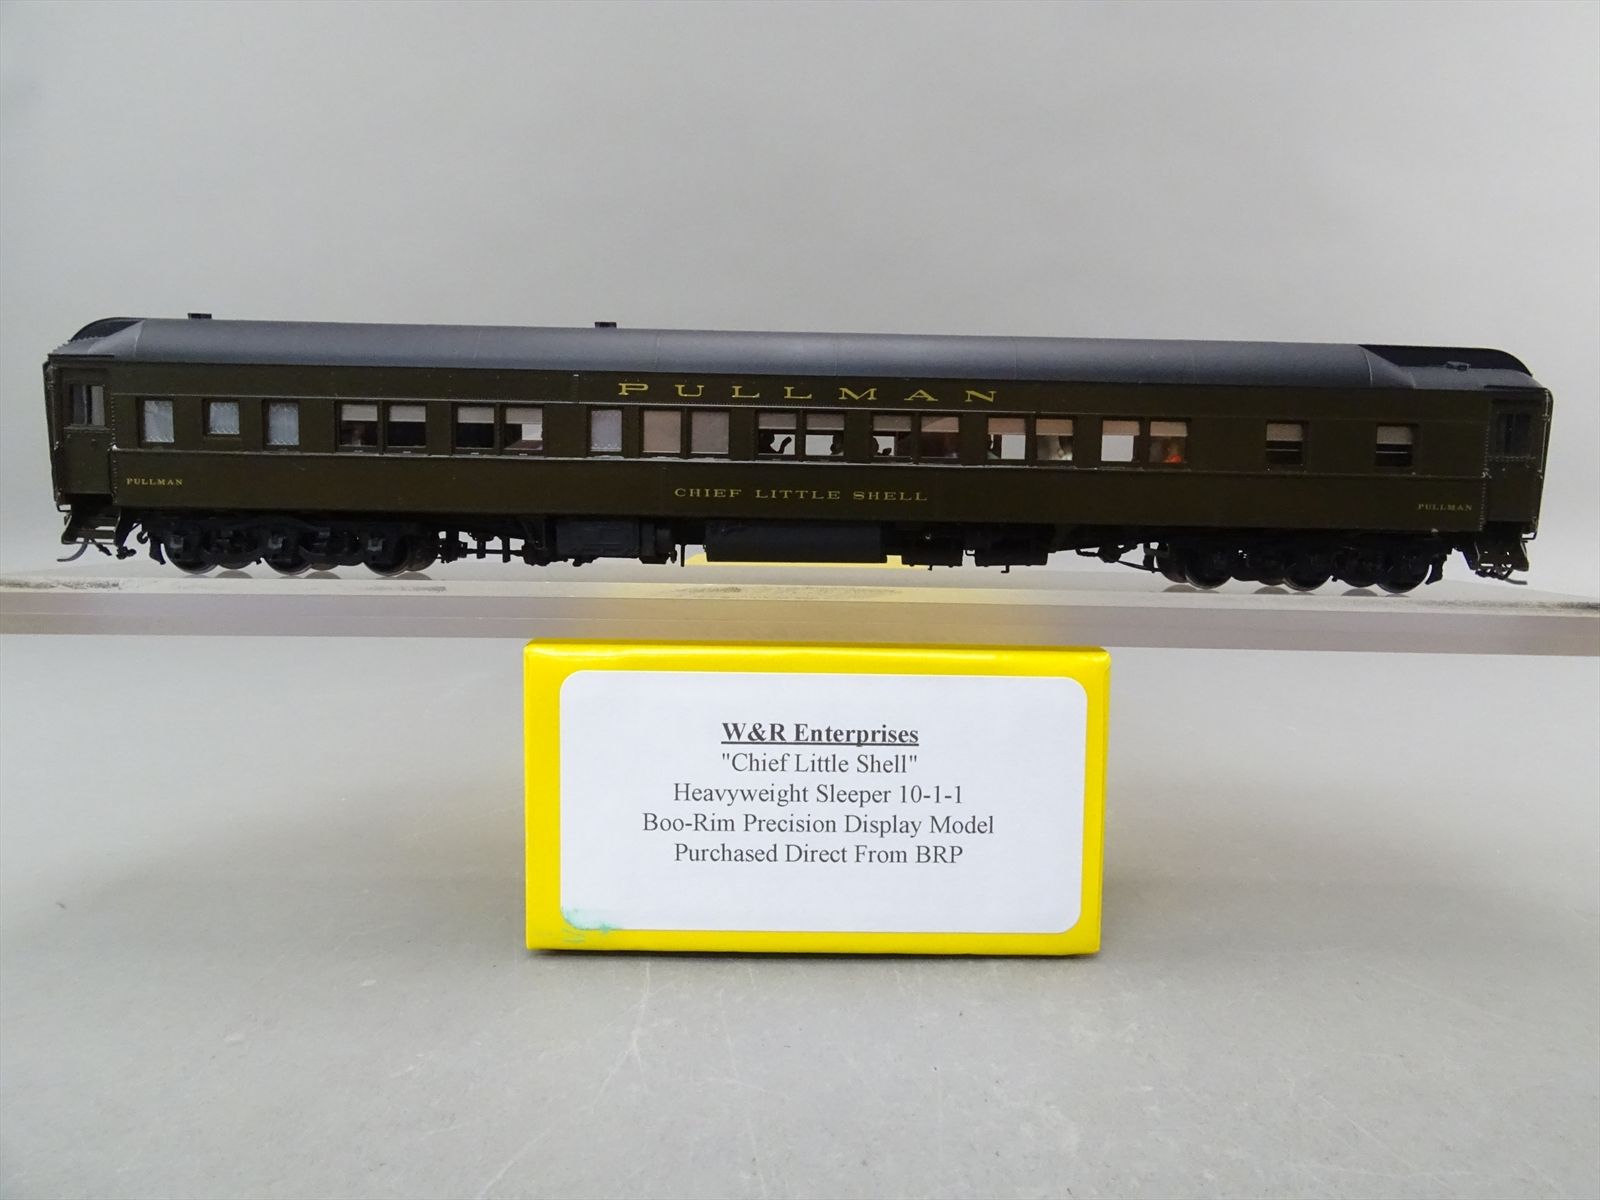 PULLMAN
PULLMAN
CHIEF LITTLE SHELL
PULLMAN
W&R Enterprises
"Chief Little Shell"
Heavyweight Sleeper 10-1-1
Boo-Rim Precision Display Model
Purchased Direct From BRP